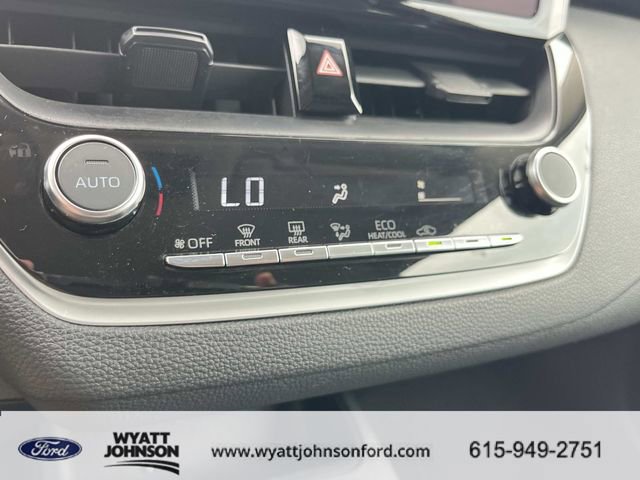 AUTO
LO
OFF
FRONT
REAR
ECO
HEAT/COOL
Ford
WYATT
JOHNSON
www.wyattjohnsonford.com
615-949-2751